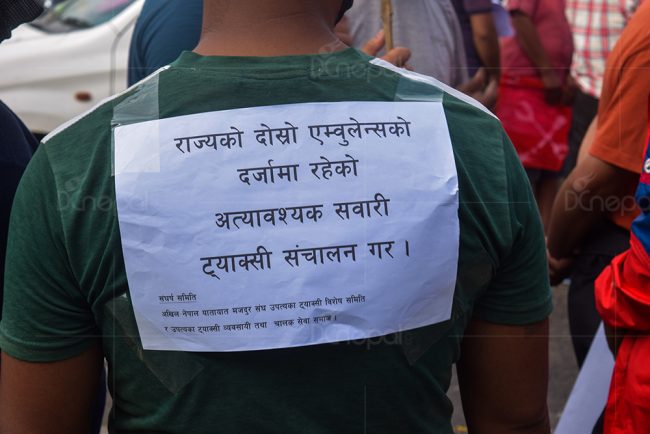 राज्यको दोस्रो एम्वुलेन्सको
दर्जामा रहेको
अत्यावश्यक सवारी
ट्याक्सी संचालन गर ।
संघर्ष समिति
अखिल नेपाल यातायात मजदुर संघ उपत्यका ट्याक्सी विशेष समिति
र उपत्यका ट्याक्सी व्यवसायी तथा चालक सेवा समाज ।
DCnepal